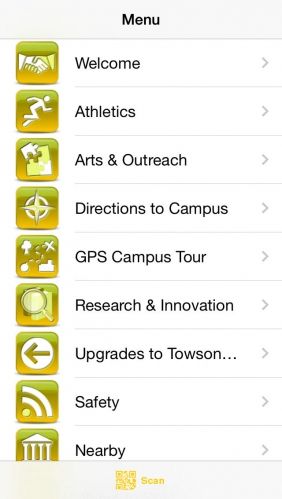 Menu
Welcome
Athletics
Arts & Outreach
Directions to Campus
GPS Campus Tour
Research & Innovation
Upgrades to Towson…
Safety
Nearby
Scan